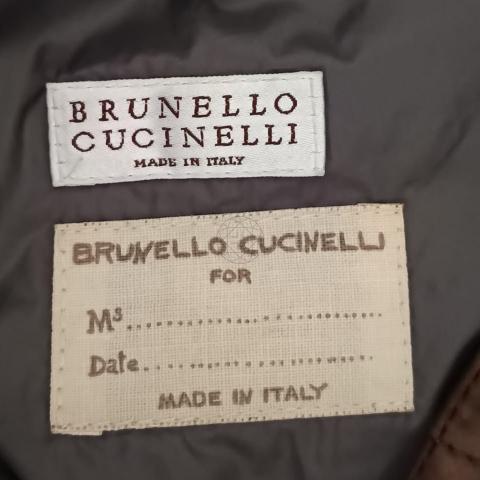 BRUNELLO
CUCINELLI
MADE IN ITALY
BRUNELLO CUCINELLI
FOR
Ms....................................
Date..............................
MADE IN ITALY